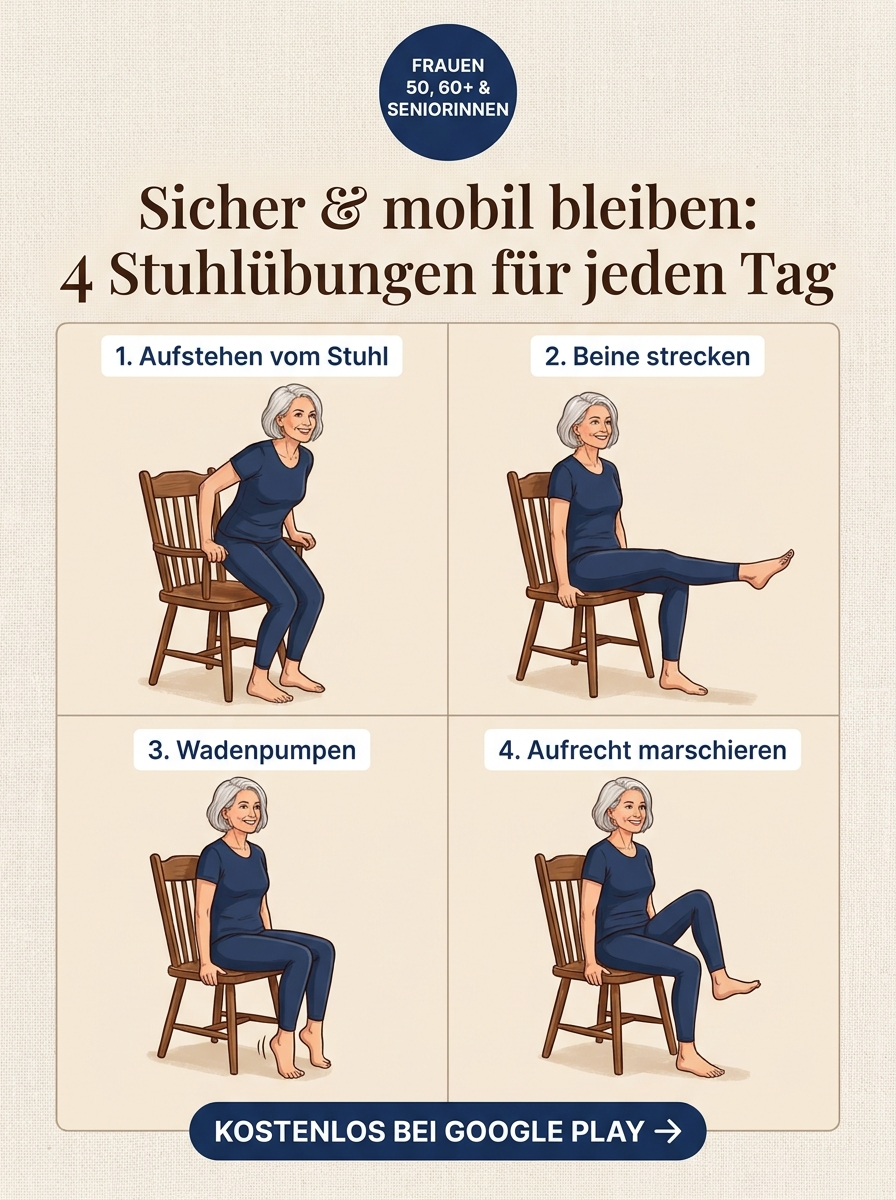 FRAUEN
50, 60+ &
SENIORINNEN
Sicher & mobil bleiben:
4 Stuhlübungen für jeden Tag
1. Aufstehen vom Stuhl
2. Beine strecken
3. Wadenpumpen
4. Aufrecht marschieren
KOSTENLOS BEI GOOGLE PLAY →